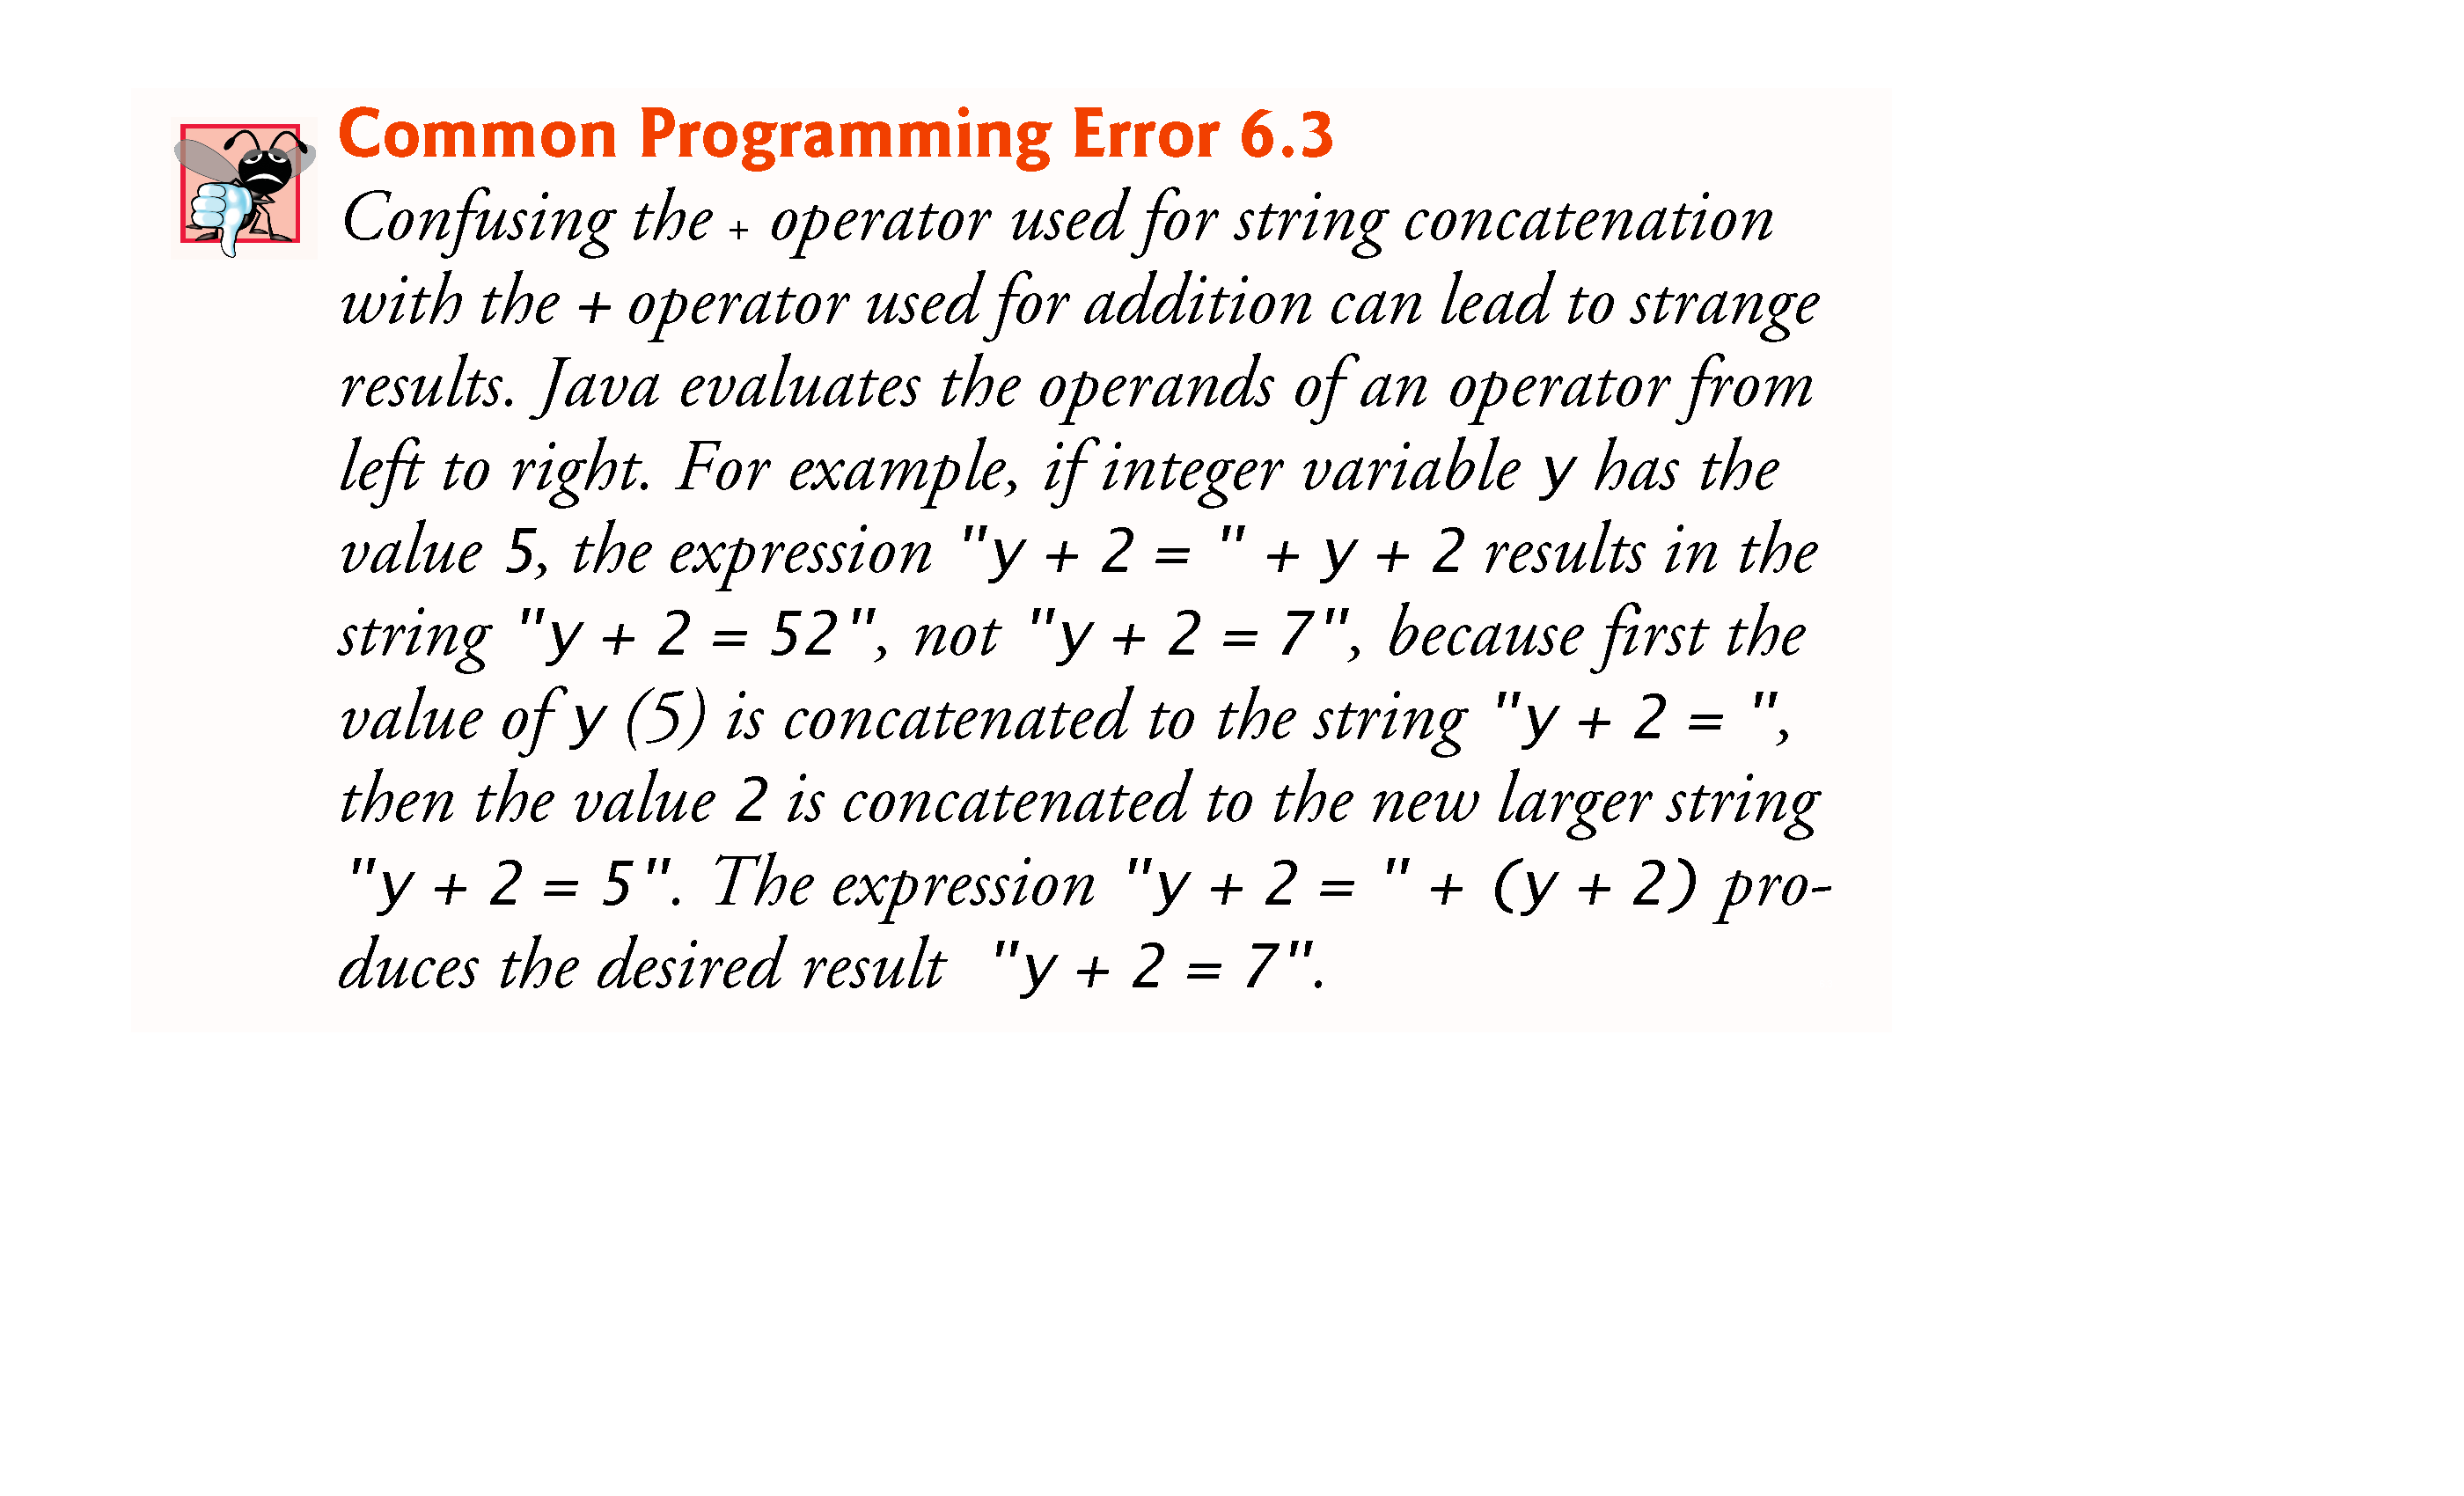 Common Programming Error 6.3
Confusing the + operator used for string concatenation
with the + operator used for addition can lead to strange
results. Java evaluates the operands of an operator from
left to right. For example, if integer variable y has the
value 5, the expression "y + 2 = " + y + 2 results in the
string "y + 2 = 52", not "y + 2 = 7", because first the
value of y (5) is concatenated to the string "y + 2 = ",
then the value 2 is concatenated to the new larger string
"y + 2 = 5". The expression "y + 2 = " + (y + 2) pro-
duces the desired result "y + 2 = 7".